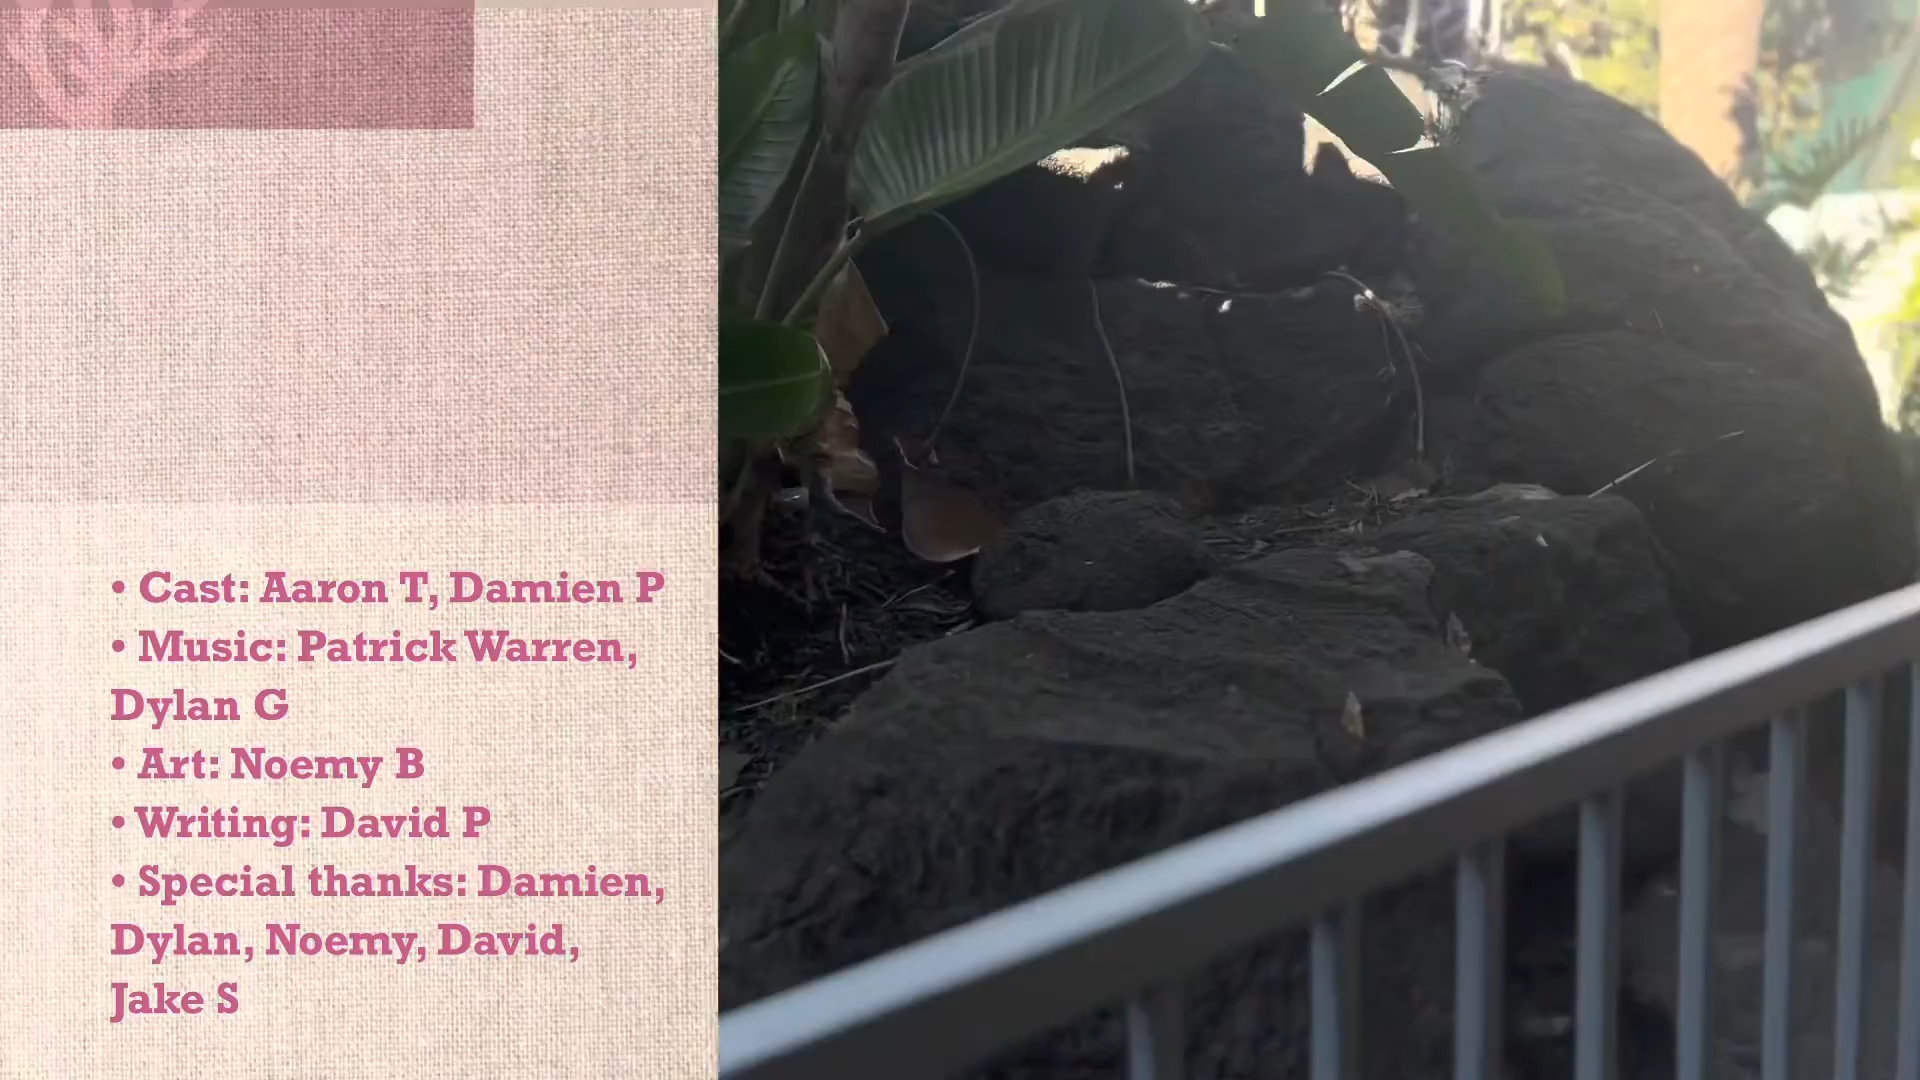 • Cast: Aaron T, Damien P
• Music: Patrick Warren,
Dylan G
• Art: Noemy B
• Writing: David P
• Special thanks: Damien,
Dylan, Noemy, David,
Jake S